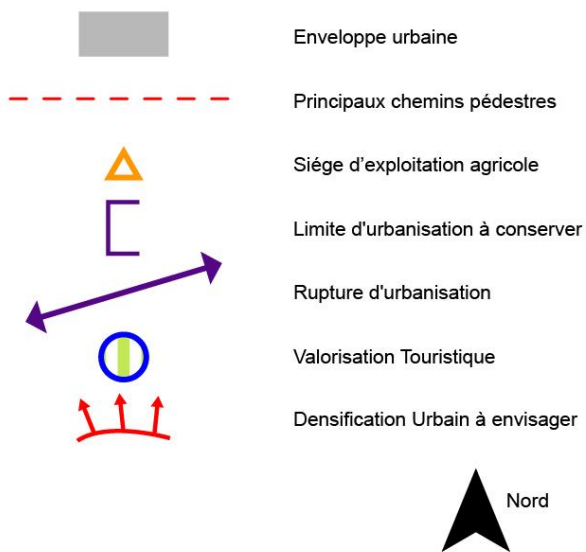 Enveloppe urbaine
Principaux chemins pédestres
Siége d'exploitation agricole
Limite d'urbanisation à conserver
Rupture d'urbanisation
Valorisation Touristique
Densification Urbain à envisager
Nord